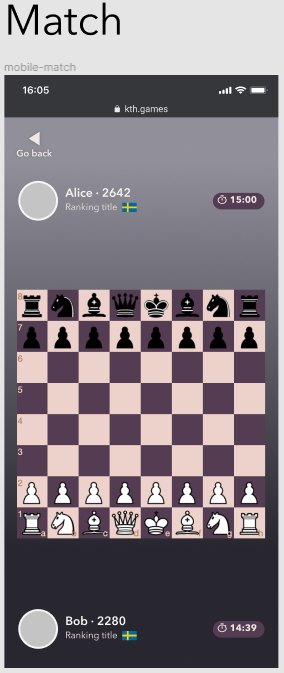 Match
mobile-match
16:05
kth.games
Go back
Alice · 2642
Ranking title
15:00
8
7
6
5
4
3
2
1
a
c
d
e
g
h
Bob · 2280
Ranking title
14:39